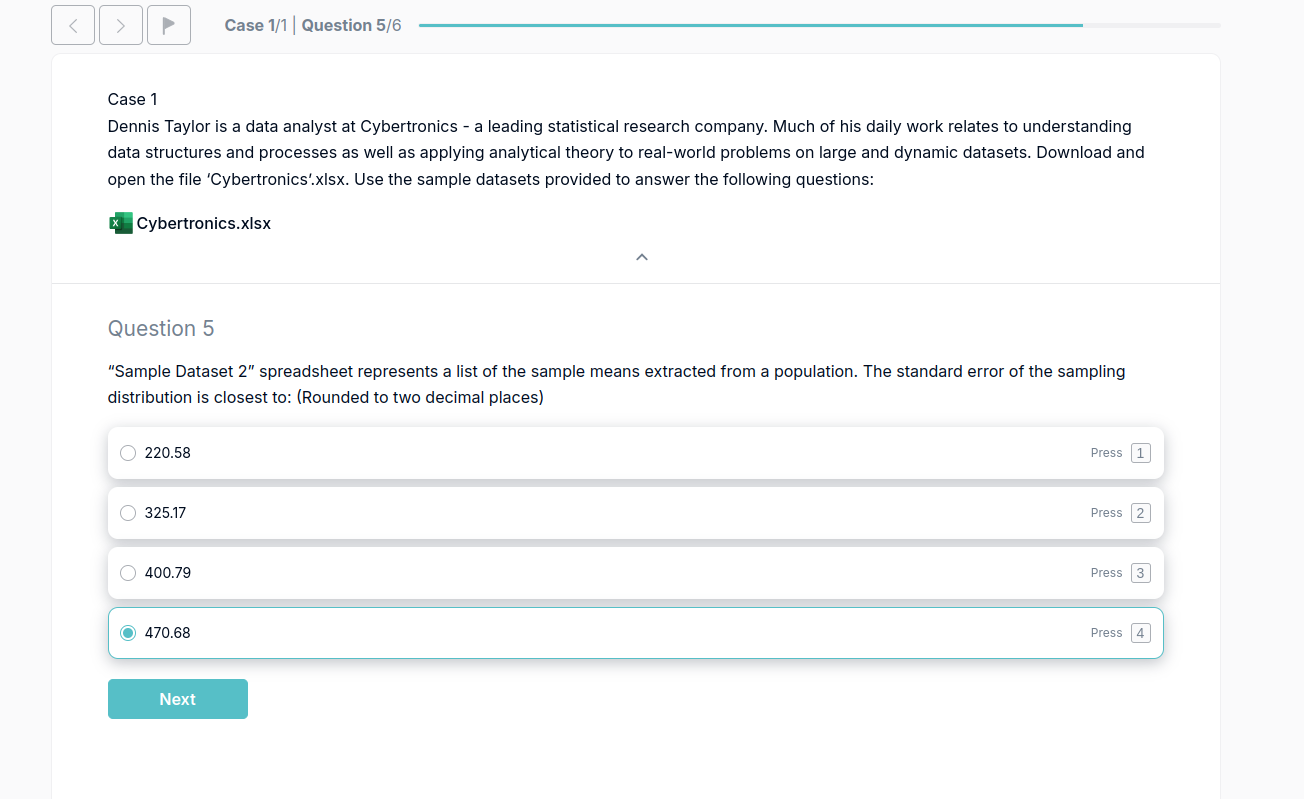 Case 1/1 | Question 5/6
Case 1
Dennis Taylor is a data analyst at Cybertronics - a leading statistical research company. Much of his daily work relates to understanding
data structures and processes as well as applying analytical theory to real-world problems on large and dynamic datasets. Download and
open the file ‘Cybertronics’.xlsx. Use the sample datasets provided to answer the following questions:
X Cybertronics.xlsx
Question 5
“Sample Dataset 2” spreadsheet represents a list of the sample means extracted from a population. The standard error of the sampling
distribution is closest to: (Rounded to two decimal places)
220.58 Press 1
325.17 Press 2
400.79 Press 3
470.68 Press 4
Next